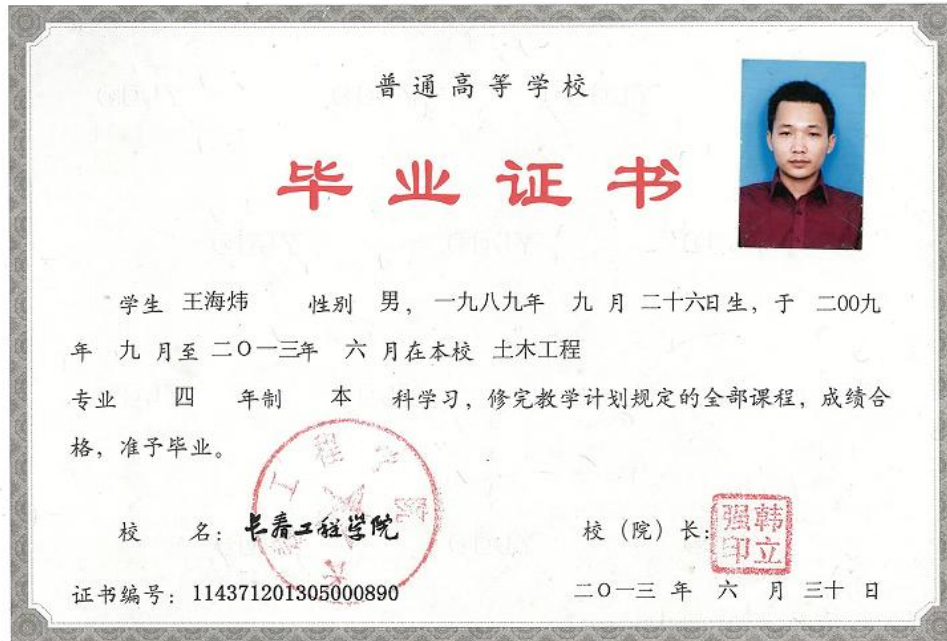 普通高等学校
毕业证书
学生 王海炜 性别 男，一九八九年 九 月 二十六日生，于 二00九
年 九 月至 二O一三年 六 月在本校 土木工程
专业 四 年制 本 科学习，修完教学计划规定的全部课程，成绩合
格，准予毕业。
校 名：长春工程学院
校（院）长：韩立强印
证书编号：114371201305000890
二O一三 年 六 月 三十 日